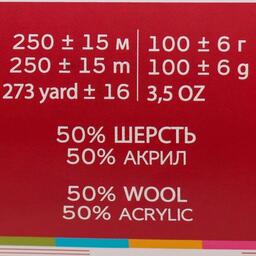 250 ± 15 м | 100 ± 6 г
250 ± 15 m | 100 ± 6 g
273 yard ± 16 | 3,5 OZ
50% ШЕРСТЬ
50% АКРИЛ
50% WOOL
50% ACRYLIC